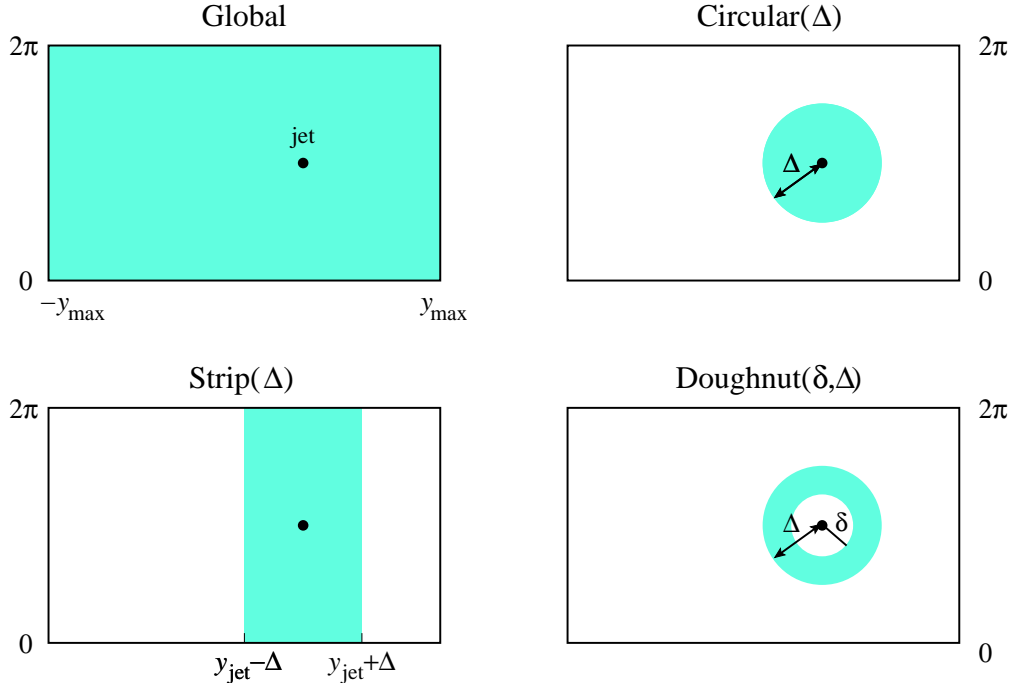 Global
2π
jet
0
−y_max
y_max
Circular(Δ)
2π
Δ
0
Strip(Δ)
2π
0
y_jet−Δ
y_jet+Δ
Doughnut(δ,Δ)
2π
Δ
δ
0